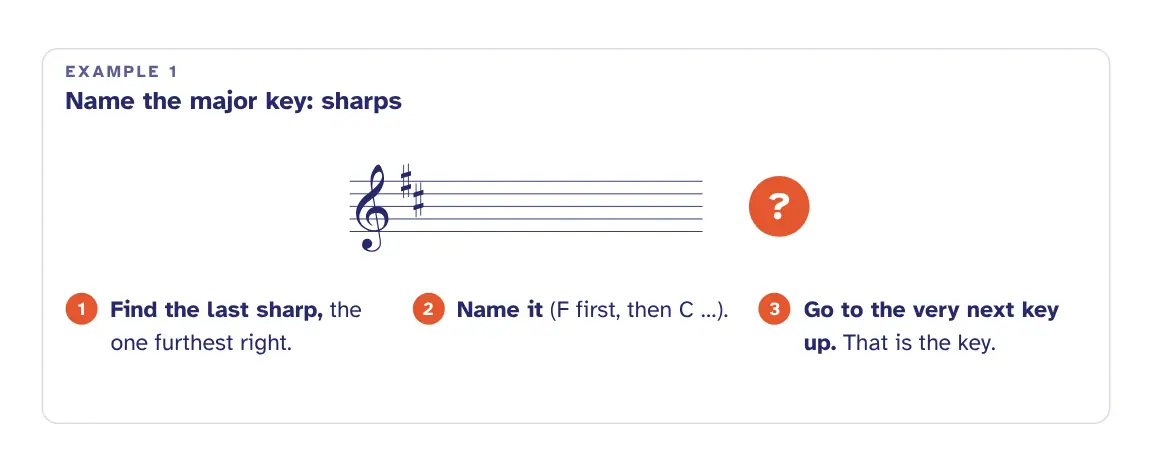 EXAMPLE 1
Name the major key: sharps
?
1 Find the last sharp, the
one furthest right.
2 Name it (F first, then C ...).
3 Go to the very next key
up. That is the key.